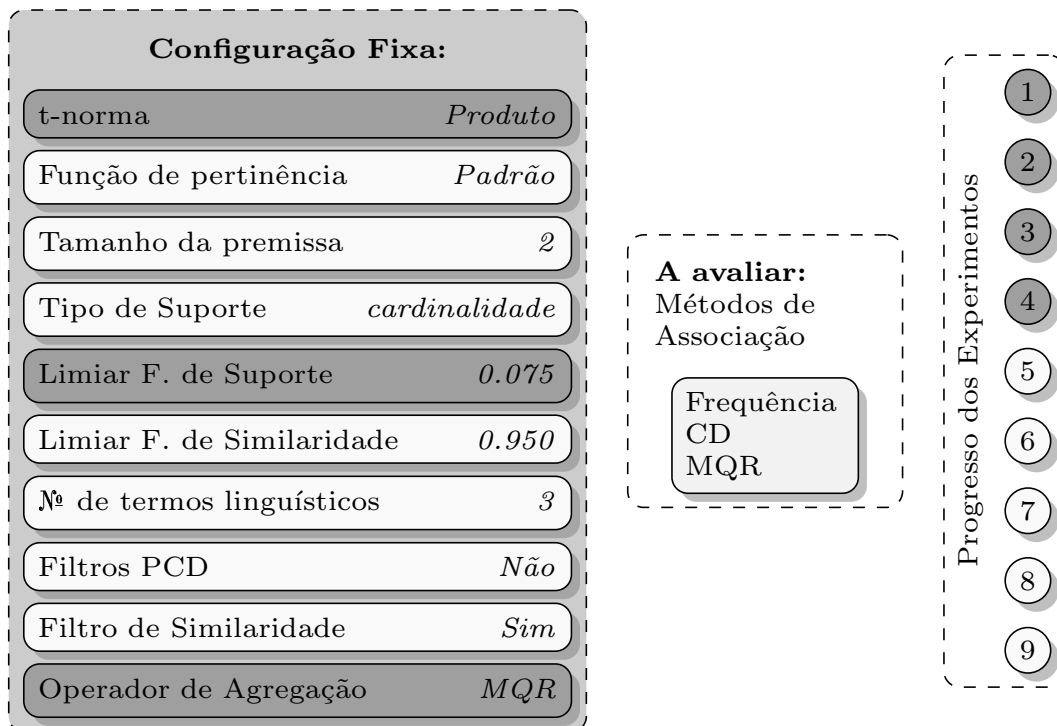 Configuração Fixa:
t-norma Produto
Função de pertinência Padrão
Tamanho da premissa 2
Tipo de Suporte cardinalidade
Limiar F. de Suporte 0.075
Limiar F. de Similaridade 0.950
№ de termos linguísticos 3
Filtros PCD Não
Filtro de Similaridade Sim
Operador de Agregação MQR
A avaliar:
Métodos de
Associação
Frequência
CD
MQR
Progresso dos Experimentos
1
2
3
4
5
6
7
8
9